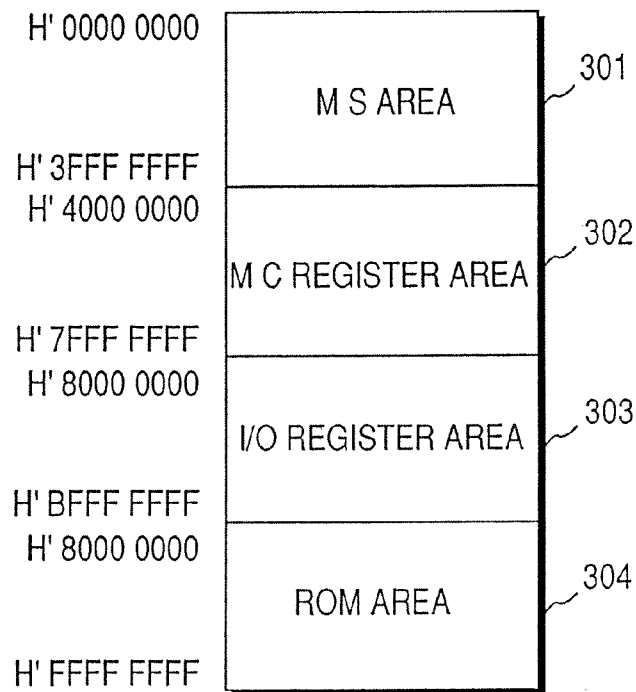 H' 0000 0000
M S AREA
301
H' 3FFF FFFF
H' 4000 0000
M C REGISTER AREA
302
H' 7FFF FFFF
H' 8000 0000
I/O REGISTER AREA
303
H' BFFF FFFF
H' 8000 0000
ROM AREA
304
H' FFFF FFFF